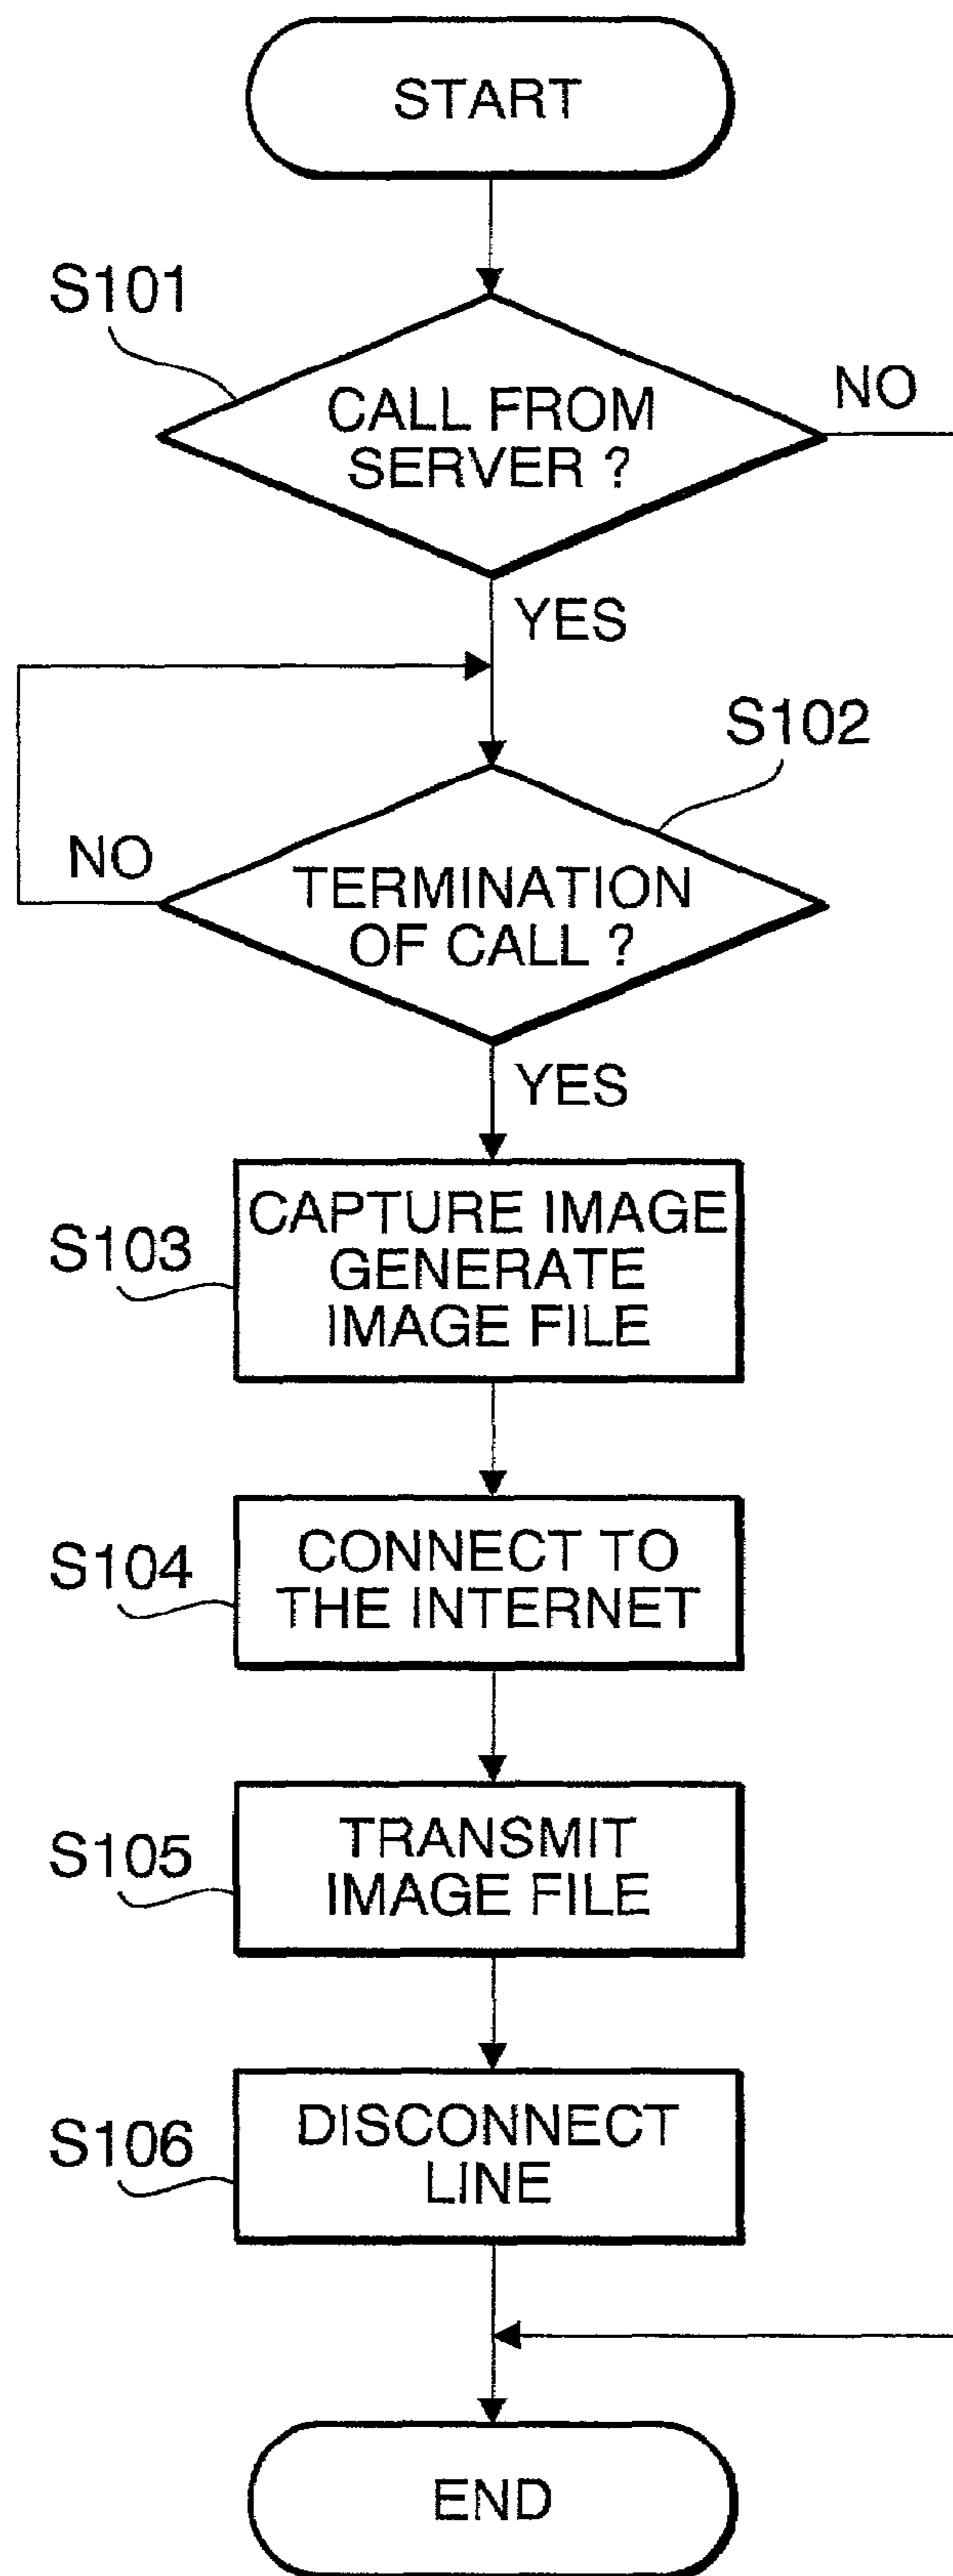 START
S101
CALL FROM
SERVER ?
NO
YES
S102
NO
TERMINATION
OF CALL ?
YES
S103
CAPTURE IMAGE
GENERATE
IMAGE FILE
S104
CONNECT TO
THE INTERNET
S105
TRANSMIT
IMAGE FILE
S106
DISCONNECT
LINE
END